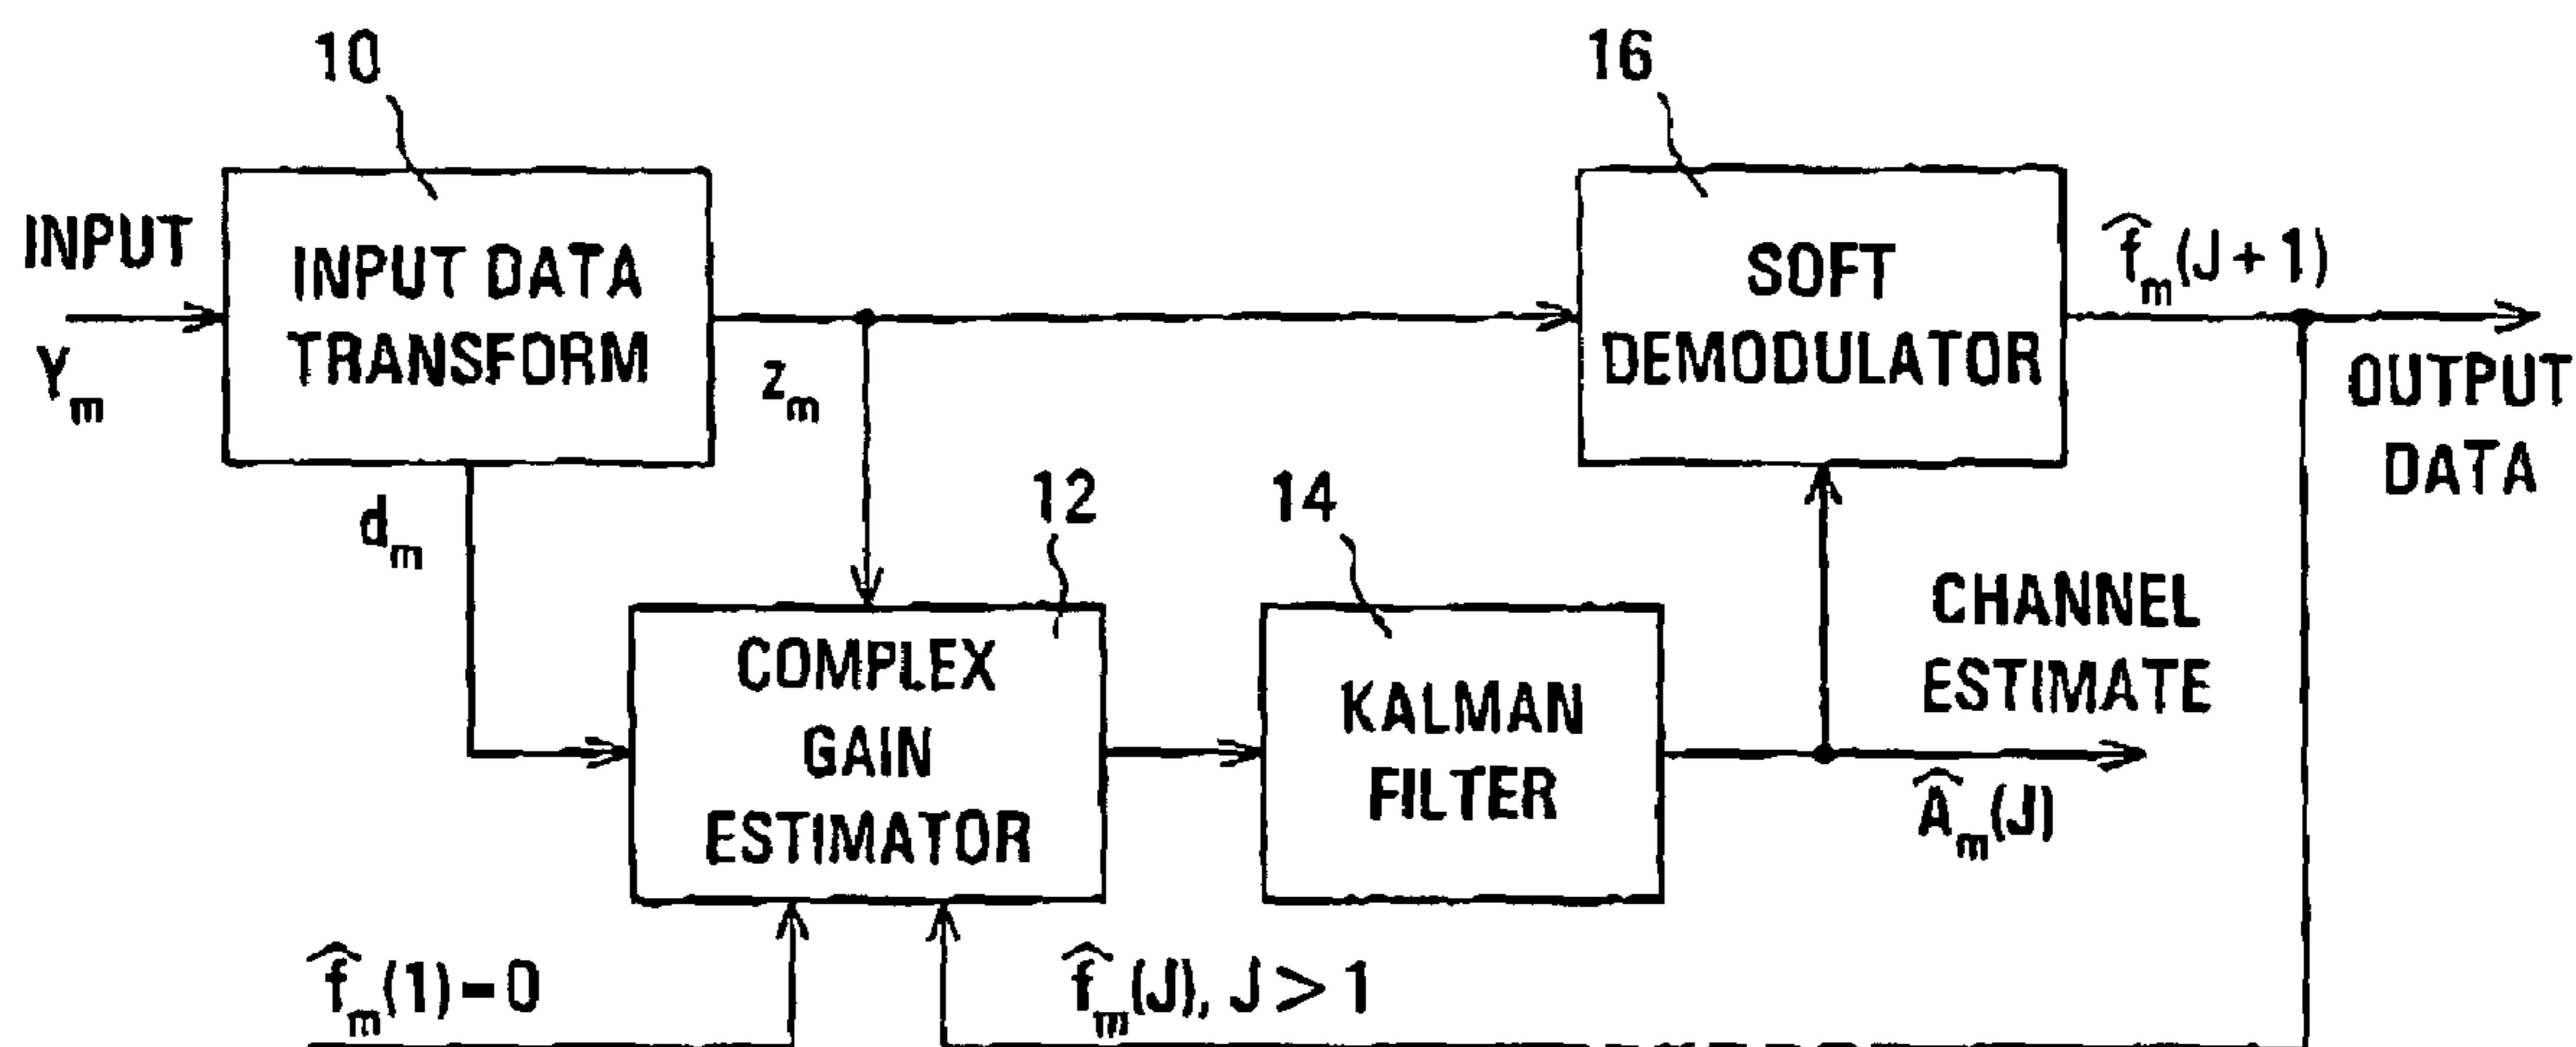 10
16
INPUT
Ym
INPUT DATA
TRANSFORM
zm
dm
SOFT
DEMODULATOR
f̂m(J+1)
OUTPUT
DATA
12
14
COMPLEX
GAIN
ESTIMATOR
KALMAN
FILTER
CHANNEL
ESTIMATE
Âm(J)
f̂m(1)=0
f̂m(J), J>1